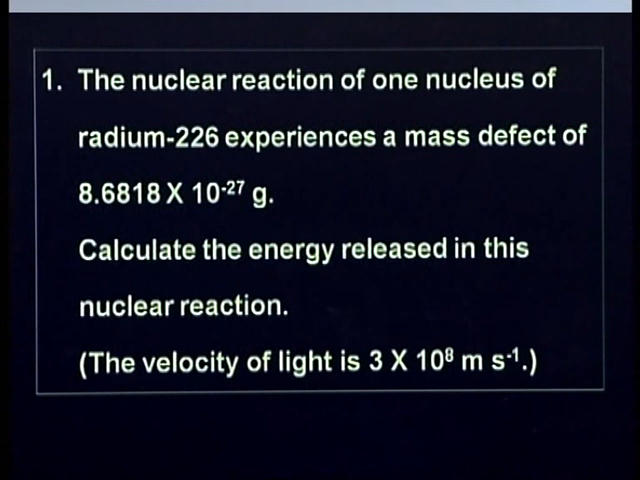 1. The nuclear reaction of one nucleus of
radium-226 experiences a mass defect of
8.6818 X 10⁻²⁷ g.
Calculate the energy released in this
nuclear reaction.
(The velocity of light is 3 X 10⁸ m s⁻¹.)